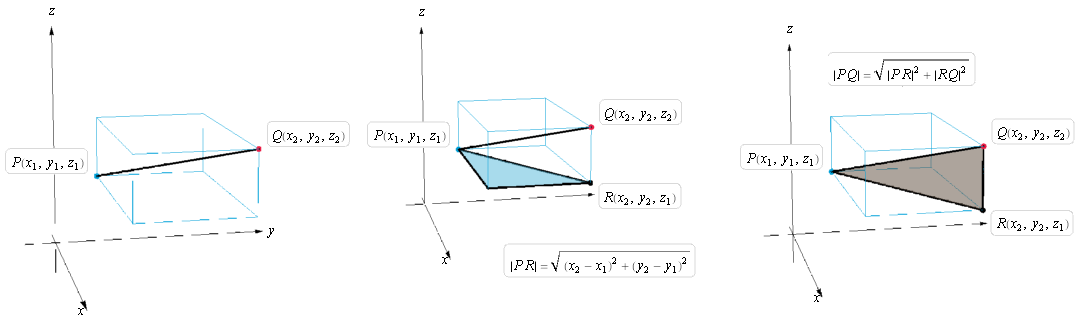 z
P(x₁, y₁, z₁)
Q(x₂, y₂, z₂)
y
x
z
P(x₁, y₁, z₁)
Q(x₂, y₂, z₂)
R(x₂, y₂, z₁)
x
|PR| = √((x₂ − x₁)² + (y₂ − y₁)²)
z
|PQ| = √(|PR|² + |RQ|²)
P(x₁, y₁, z₁)
Q(x₂, y₂, z₂)
R(x₂, y₂, z₁)
x